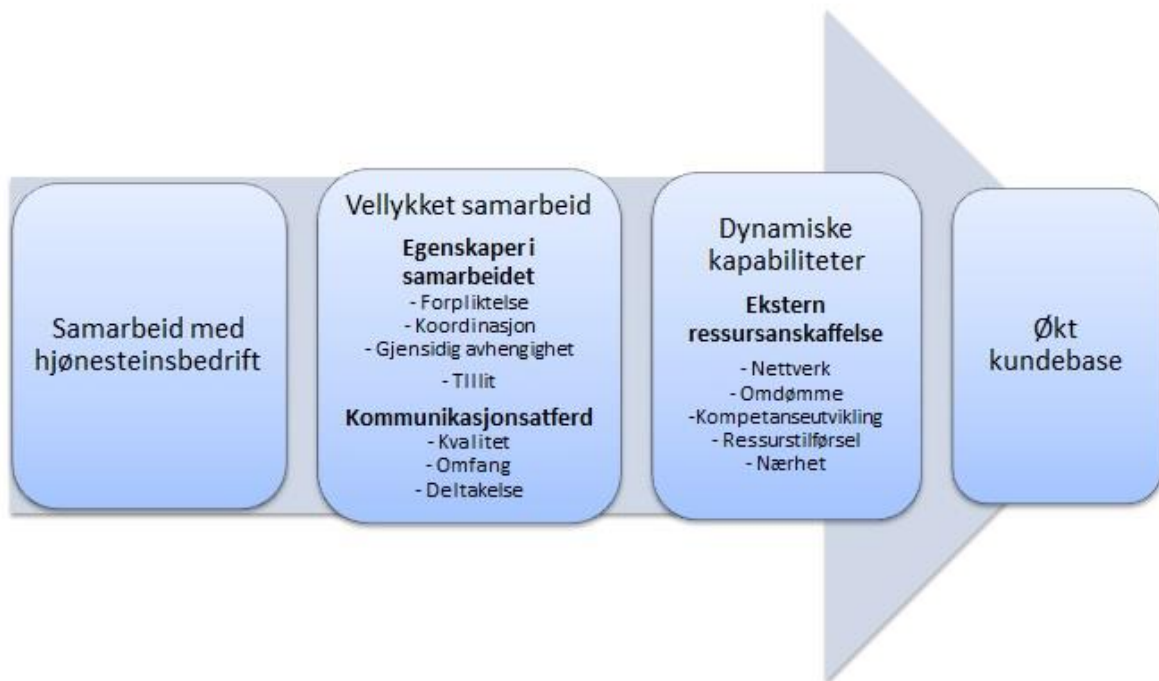 Samarbeid med
hjønesteinsbedrift
Vellykket samarbeid
Egenskaper i
samarbeidet
- Forpliktelse
- Koordinasjon
- Gjensidig avhengighet
- TIllit
Kommunikasjonsatferd
- Kvalitet
- Omfang
- Deltakelse
Dynamiske
kapabiliteter
Ekstern
ressursanskaffelse
- Nettverk
- Omdømme
-Kompetanseutvikling
- Ressurstilførsel
- Nærhet
Økt
kundebase